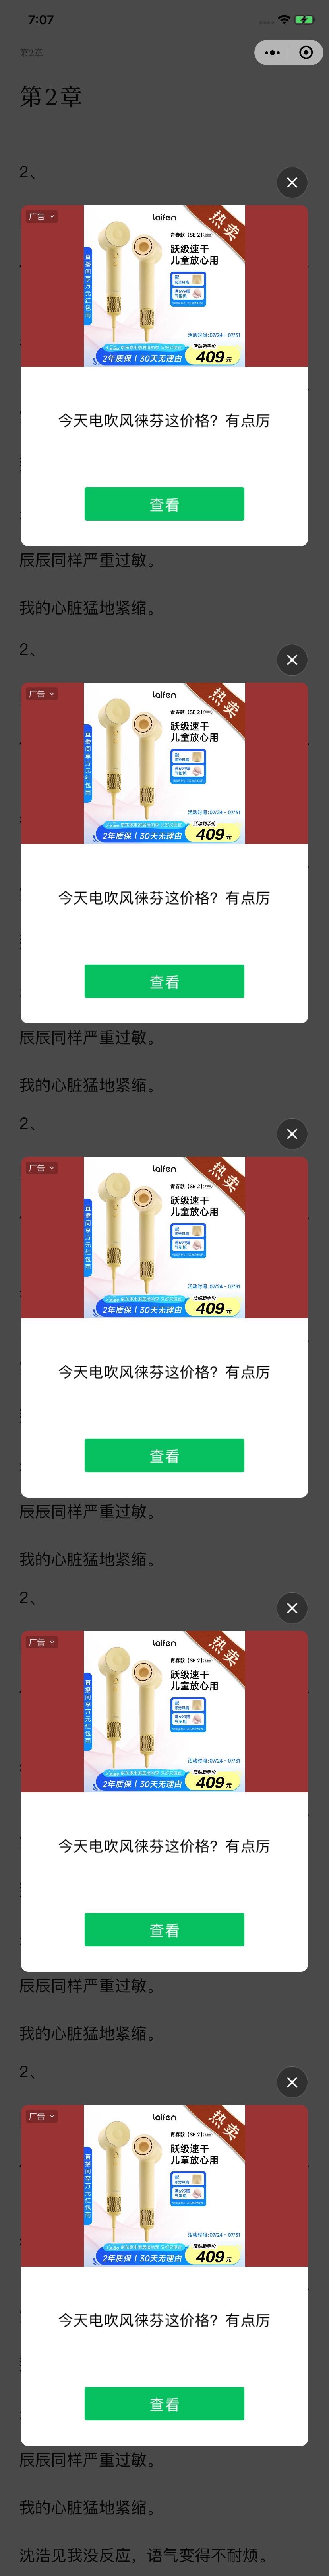 7:07
第2章
第2章
2、
广告
laifen
热卖
青春款【SE 2】
跃级速干
儿童放心用
直播间享万元红包雨
活动时间:07/24 - 07/31
活动到手价
2年质保 | 30天无理由
409元
今天电吹风徕芬这价格？有点厉
查看
辰辰同样严重过敏。
我的心脏猛地紧缩。
2、
广告
laifen
热卖
青春款【SE 2】
跃级速干
儿童放心用
直播间享万元红包雨
活动时间:07/24 - 07/31
活动到手价
2年质保 | 30天无理由
409元
今天电吹风徕芬这价格？有点厉
查看
辰辰同样严重过敏。
我的心脏猛地紧缩。
2、
广告
laifen
热卖
青春款【SE 2】
跃级速干
儿童放心用
直播间享万元红包雨
活动时间:07/24 - 07/31
活动到手价
2年质保 | 30天无理由
409元
今天电吹风徕芬这价格？有点厉
查看
辰辰同样严重过敏。
我的心脏猛地紧缩。
2、
广告
laifen
热卖
青春款【SE 2】
跃级速干
儿童放心用
直播间享万元红包雨
活动时间:07/24 - 07/31
活动到手价
2年质保 | 30天无理由
409元
今天电吹风徕芬这价格？有点厉
查看
辰辰同样严重过敏。
我的心脏猛地紧缩。
2、
广告
laifen
热卖
青春款【SE 2】
跃级速干
儿童放心用
直播间享万元红包雨
活动时间:07/24 - 07/31
活动到手价
2年质保 | 30天无理由
409元
今天电吹风徕芬这价格？有点厉
查看
辰辰同样严重过敏。
我的心脏猛地紧缩。
沈浩见我没反应，语气变得不耐烦。